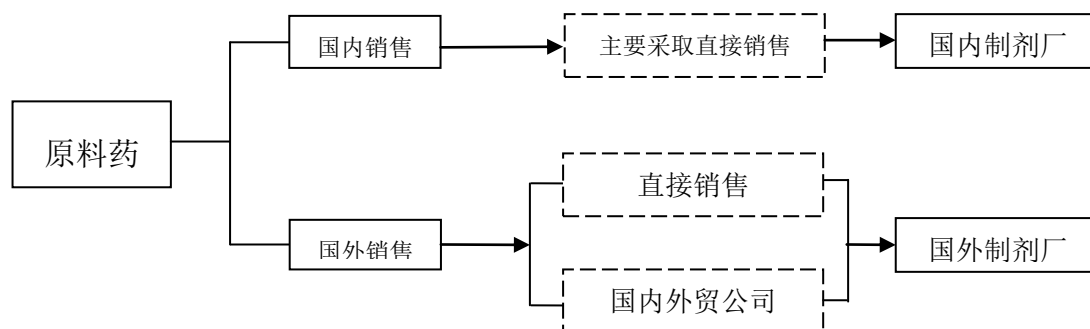 国内销售
主要采取直接销售
国内制剂厂
原料药
直接销售
国外销售
国外制剂厂
国内外贸公司